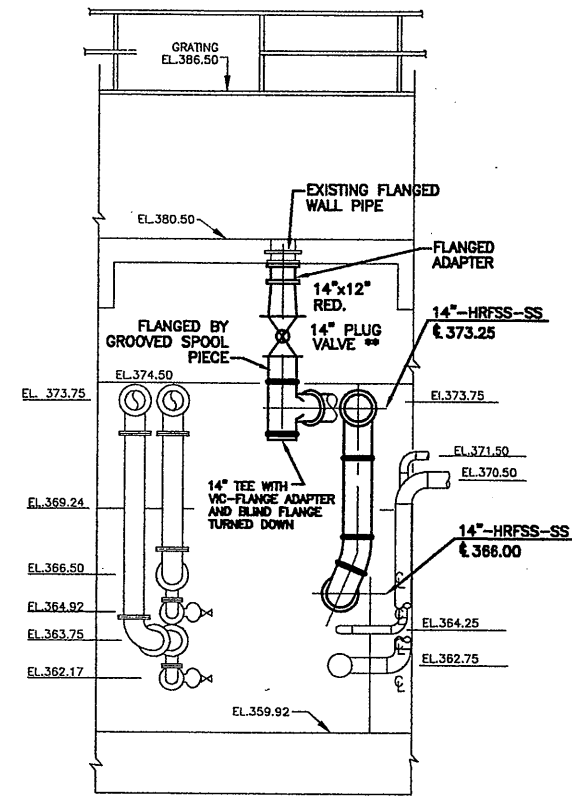 GRATING
EL.386.50
EXISTING FLANGED
WALL PIPE
EL.380.50
FLANGED
ADAPTER
14"x12"
RED.
14"-HRFSS-SS
℄ 373.25
FLANGED BY
GROOVED SPOOL
PIECE
14" PLUG
VALVE **
EL.374.50
EL. 373.75
El.373.75
EL.371.50
EL.370.50
14" TEE WITH
VIC-FLANGE ADAPTER
AND BLIND FLANGE
TURNED DOWN
EL.369.24
14"-HRFSS-SS
℄ 366.00
EL.366.50
℄
EL.364.92
EL.364.25
EL.363.75
EL.362.75
EL.362.17
℄
EL.359.92